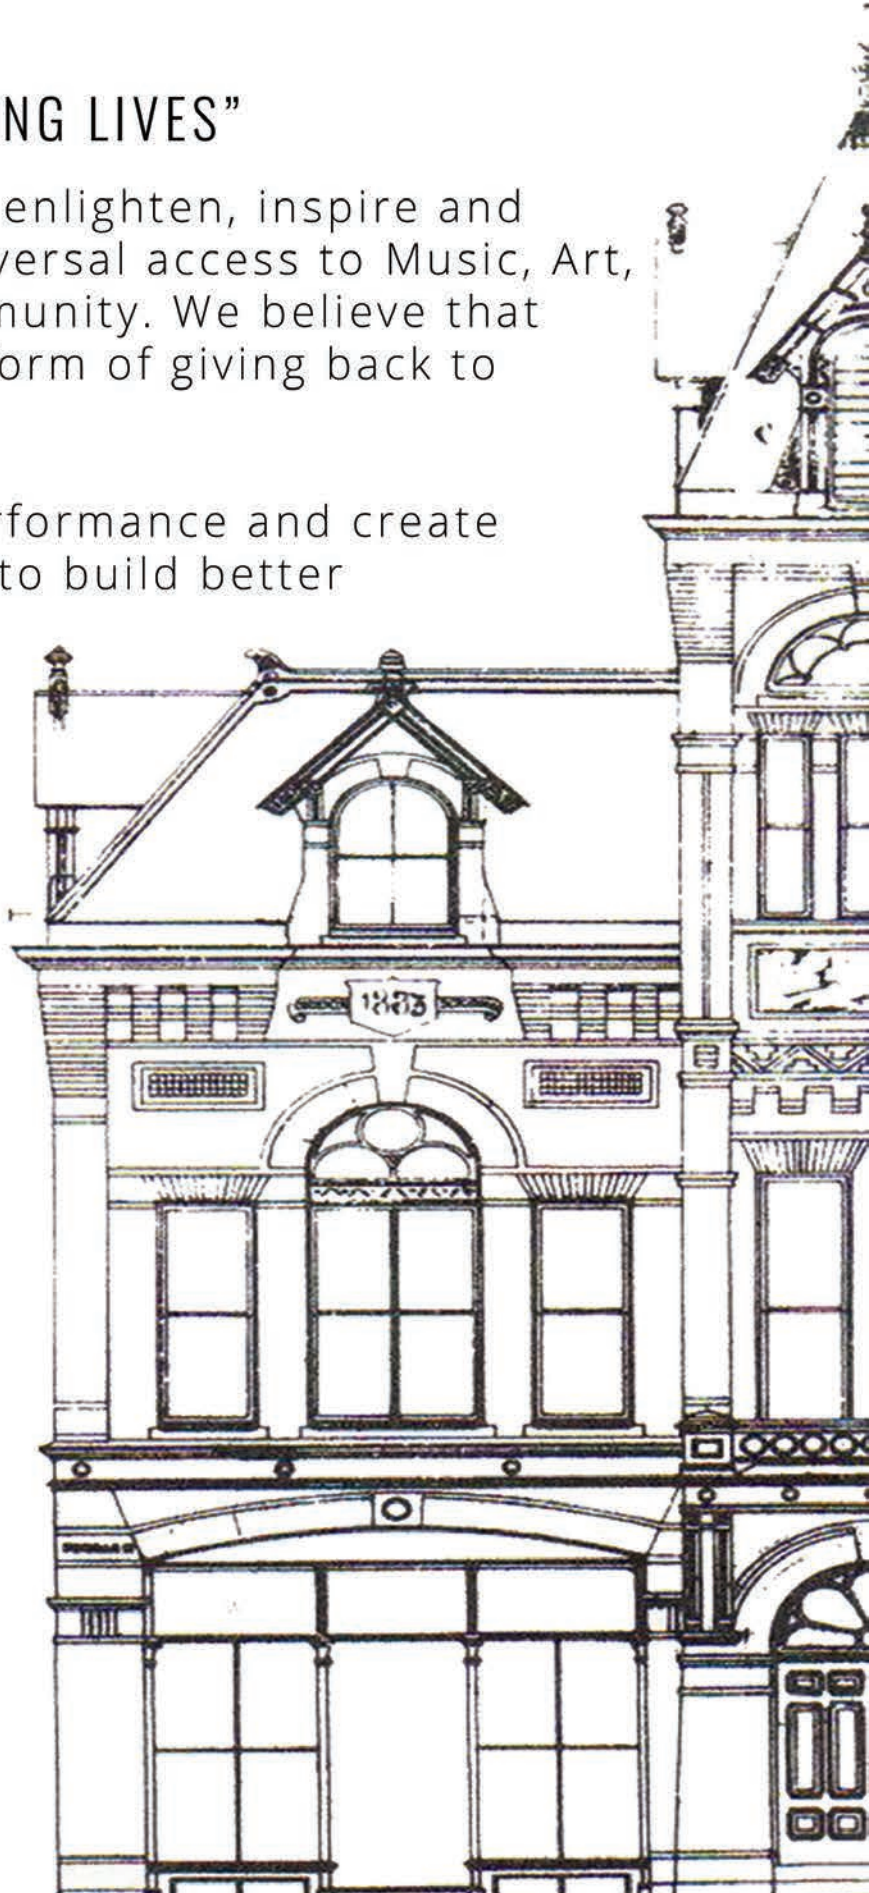 NG LIVES”
enlighten, inspire and
versal access to Music, Art,
munity. We believe that
orm of giving back to
rformance and create
to build better
1883